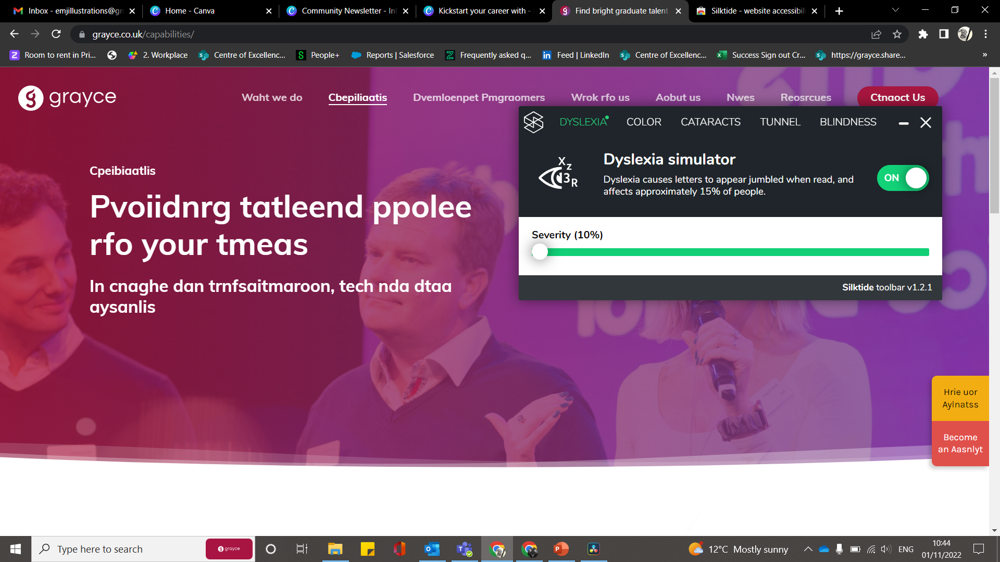 Inbox - emjillustrations@gm
Home - Canva
Community Newsletter - In
Kickstart your career with -
Find bright graduate talent
Silktide - website accessibil
grayce.co.uk/capabilities/
Room to rent in Pri...
2. Workplace
Centre of Excellenc...
People+
Reports | Salesforce
Frequently asked q...
Feed | LinkedIn
Centre of Excellenc...
Success Sign out Cr...
https://grayce.share...
»
grayce
Waht we do
Cbepiliaatis
Dvemloenpet Pmgraomers
Wrok rfo us
Aobut us
Nwes
Reosrcues
Ctnaoct Us
DYSLEXIA
COLOR
CATARACTS
TUNNEL
BLINDNESS
Dyslexia simulator
Dyslexia causes letters to appear jumbled when read, and
affects approximately 15% of people.
ON
Severity (10%)
Silktide toolbar v1.2.1
Cpeibiaatlis
Pvoiidnrg tatleend ppolee
rfo your tmeas
In cnaghe dan trnfsaitmaroon, tech nda dtaa
aysanlis
Hrie uor
Aylnatss
Become
an Aasnlyt
Type here to search
grayce
12°C Mostly sunny
ENG
10:44
01/11/2022